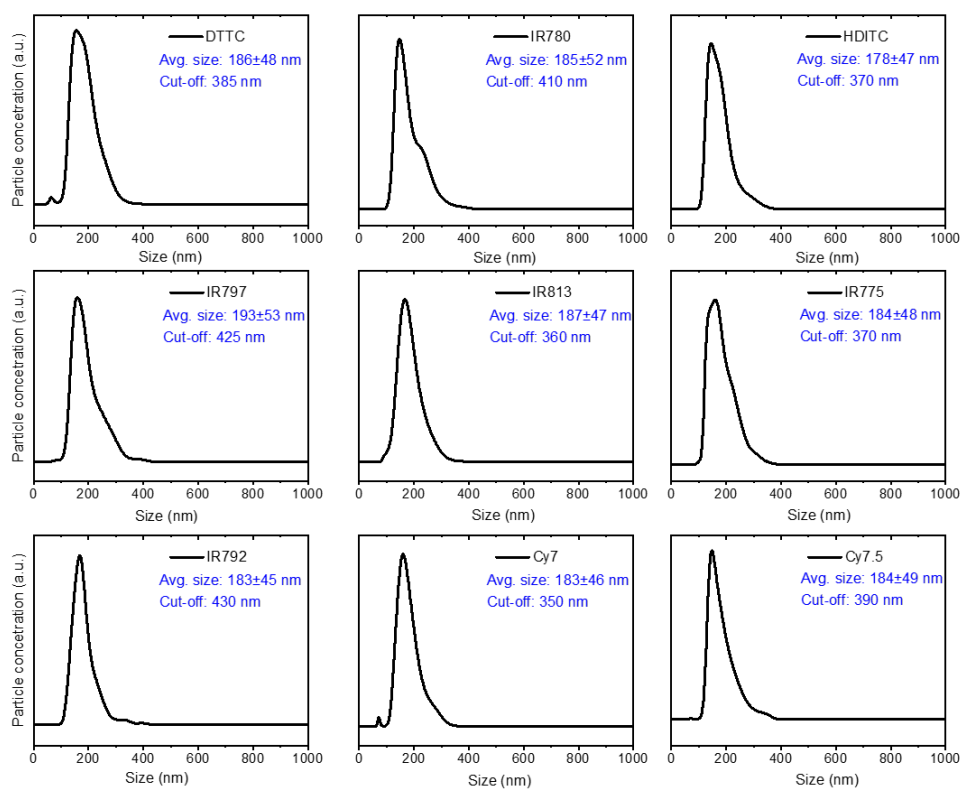 Particle concetration (a.u.)
DTTC
Avg. size: 186±48 nm
Cut-off: 385 nm
0 200 400 600 800 1000
Size (nm)
IR780
Avg. size: 185±52 nm
Cut-off: 410 nm
0 200 400 600 800 1000
Size (nm)
HDITC
Avg. size: 178±47 nm
Cut-off: 370 nm
0 200 400 600 800 1000
Size (nm)
Particle concetration (a.u.)
IR797
Avg. size: 193±53 nm
Cut-off: 425 nm
0 200 400 600 800 1000
Size (nm)
IR813
Avg. size: 187±47 nm
Cut-off: 360 nm
0 200 400 600 800 1000
Size (nm)
IR775
Avg. size: 184±48 nm
Cut-off: 370 nm
0 200 400 600 800 1000
Size (nm)
Particle concetration (a.u.)
IR792
Avg. size: 183±45 nm
Cut-off: 430 nm
0 200 400 600 800 1000
Size (nm)
Cy7
Avg. size: 183±46 nm
Cut-off: 350 nm
0 200 400 600 800 1000
Size (nm)
Cy7.5
Avg. size: 184±49 nm
Cut-off: 390 nm
0 200 400 600 800 1000
Size (nm)